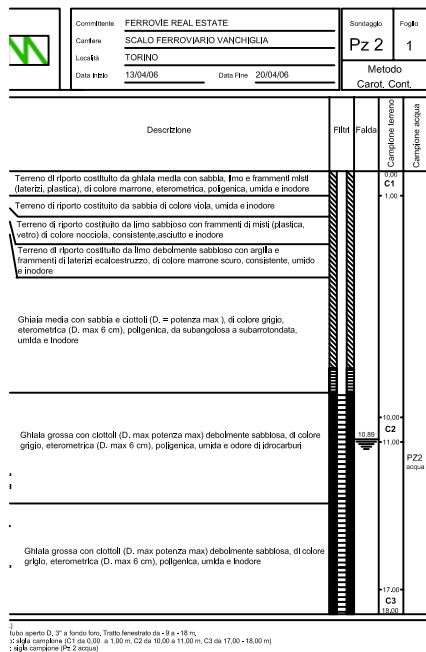 Committente FERROVIE REAL ESTATE
Cantiere SCALO FERROVIARIO VANCHIGLIA
Località TORINO
Data Inizio 13/04/06 Data Fine 20/04/06
Sondaggio Foglio
Pz 2 1
Metodo
Carot. Cont.
Descrizione Filtri Falda Campione terreno Campione acqua
Terreno di riporto costituito da ghiaia media con sabbia, limo e frammenti misti
(laterizi, plastica), di colore marrone, eterometrica, poligenica, umida e inodore
0,00
C1
1,00
Terreno di riporto costituito da sabbia di colore viola, umida e inodore
Terreno di riporto costituito da limo sabbioso con frammenti di misti (plastica,
vetro) di colore nocciola, consistente,asciutto e inodore
Terreno di riporto costituito da limo debolmente sabbioso con argilla e
frammenti di laterizi ecalcestruzzo, di colore marrone scuro, consistente, umido
e inodore
Ghiaia media con sabbia e ciottoli (D. = potenza max ), di colore grigio,
eterometrica (D. max 6 cm), poligenica, da subangolosa a subarrotondata,
umida e inodore
10,00
C2
10,89
11,00
Ghiaia grossa con ciottoli (D. max potenza max) debolmente sabbiosa, di colore
grigio, eterometrica (D. max 6 cm), poligenica, umida e odore di idrocarburi
PZ2
acqua
Ghiaia grossa con ciottoli (D. max potenza max) debolmente sabbiosa, di colore
grigio, eterometrica (D. max 6 cm), poligenica, umida e inodore
17,00
C3
18,00
.)
tubo aperto D. 3" a fondo foro, Tratto fenestrato da - 9 a - 18 m,
: sigla campione (C1 da 0,00 a 1,00 m, C2 da 10,00 a 11,00 m, C3 da 17,00 - 18,00 m)
: sigla campione (Pz 2 acqua)